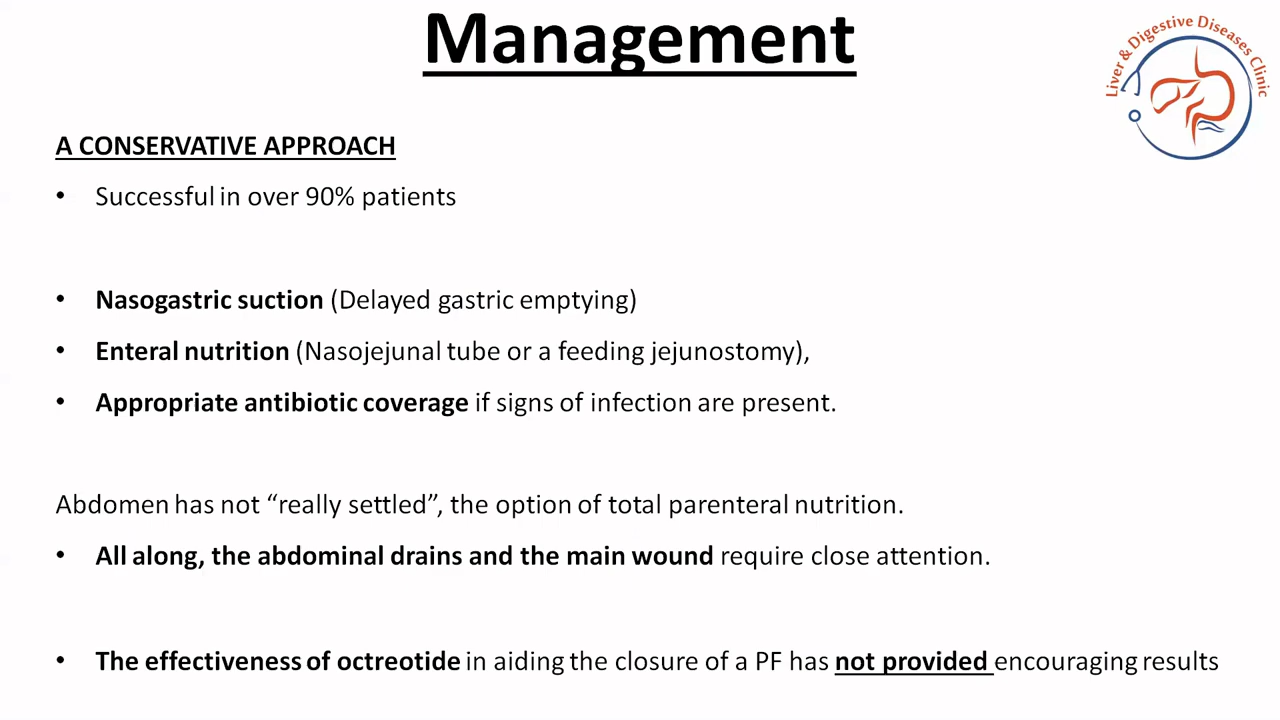 Management
Liver & Digestive Diseases Clinic
A CONSERVATIVE APPROACH
• Successful in over 90% patients
• Nasogastric suction (Delayed gastric emptying)
• Enteral nutrition (Nasojejunal tube or a feeding jejunostomy),
• Appropriate antibiotic coverage if signs of infection are present.
Abdomen has not “really settled”, the option of total parenteral nutrition.
• All along, the abdominal drains and the main wound require close attention.
• The effectiveness of octreotide in aiding the closure of a PF has not provided encouraging results